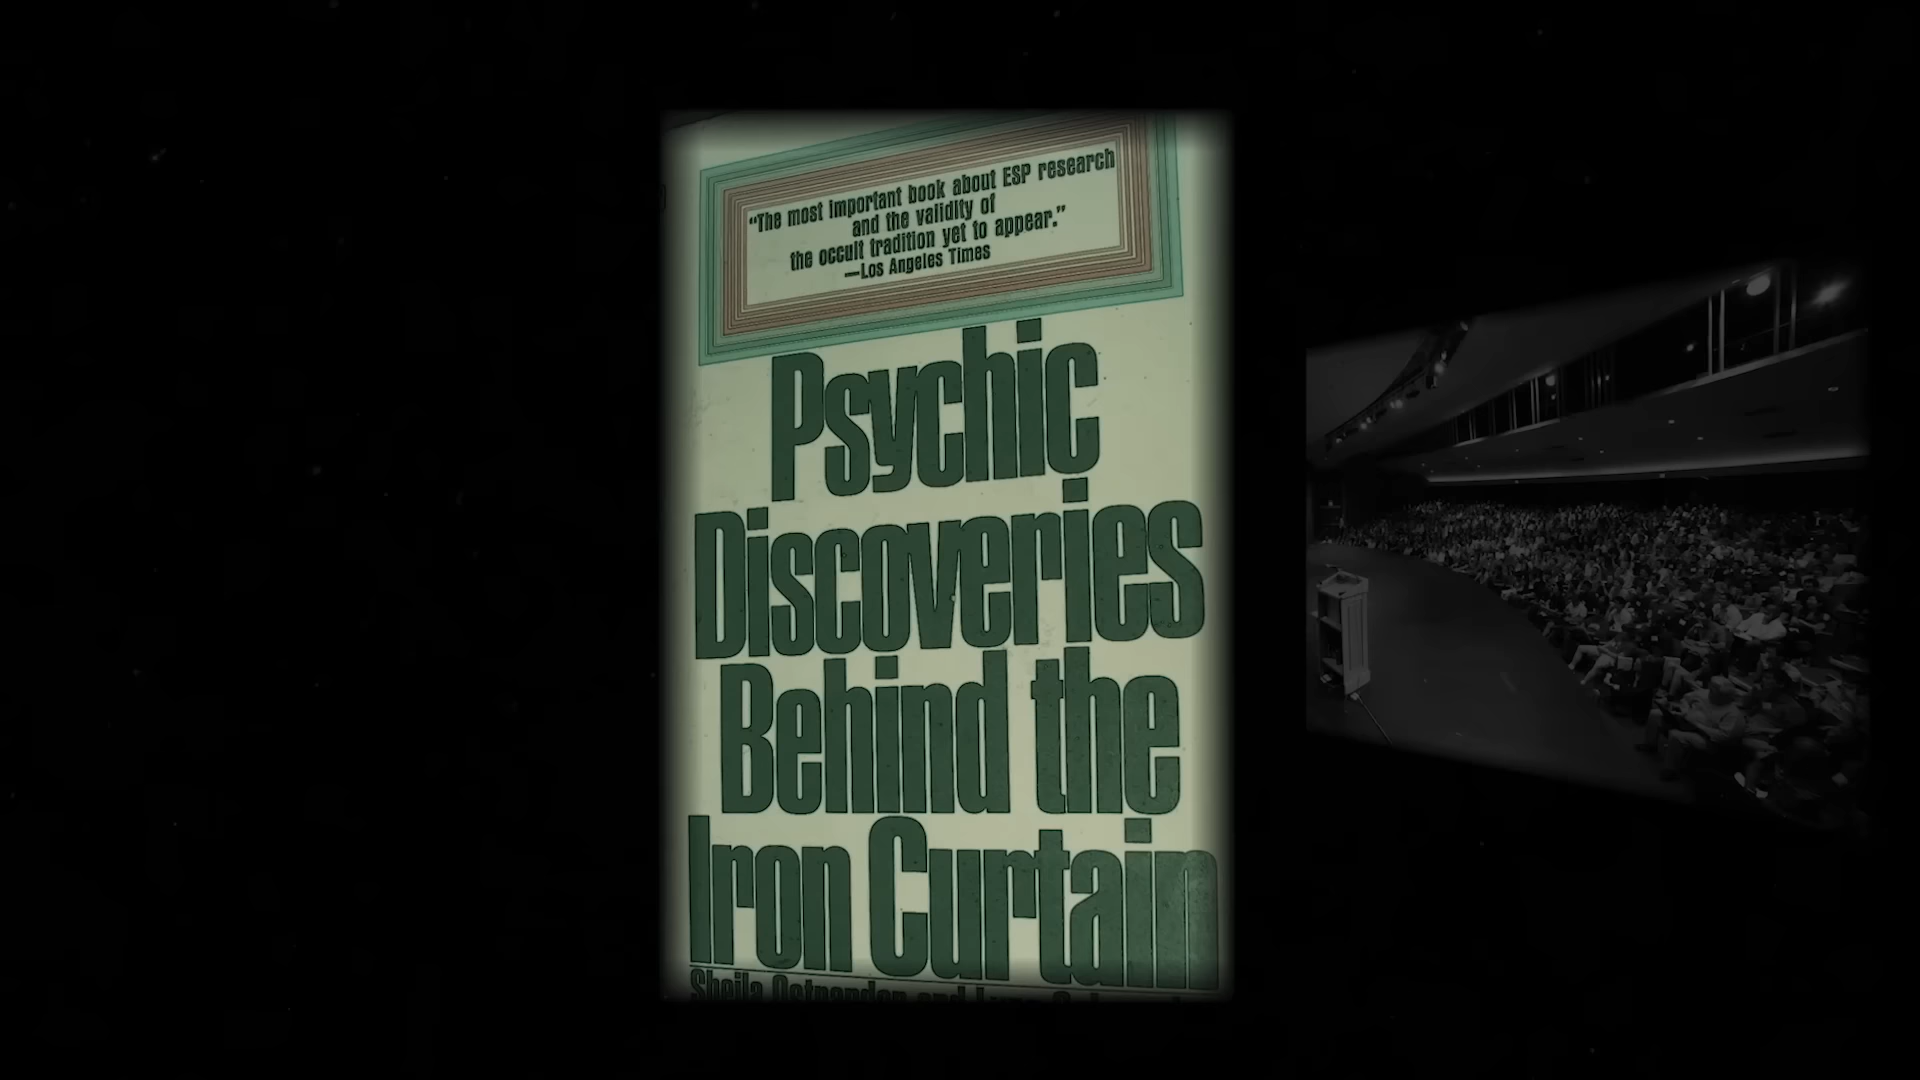 “The most important book about ESP research
and the validity of
the occult tradition yet to appear.”
—Los Angeles Times
Psychic
Discoveries
Behind the
Iron Curtain
Sheila